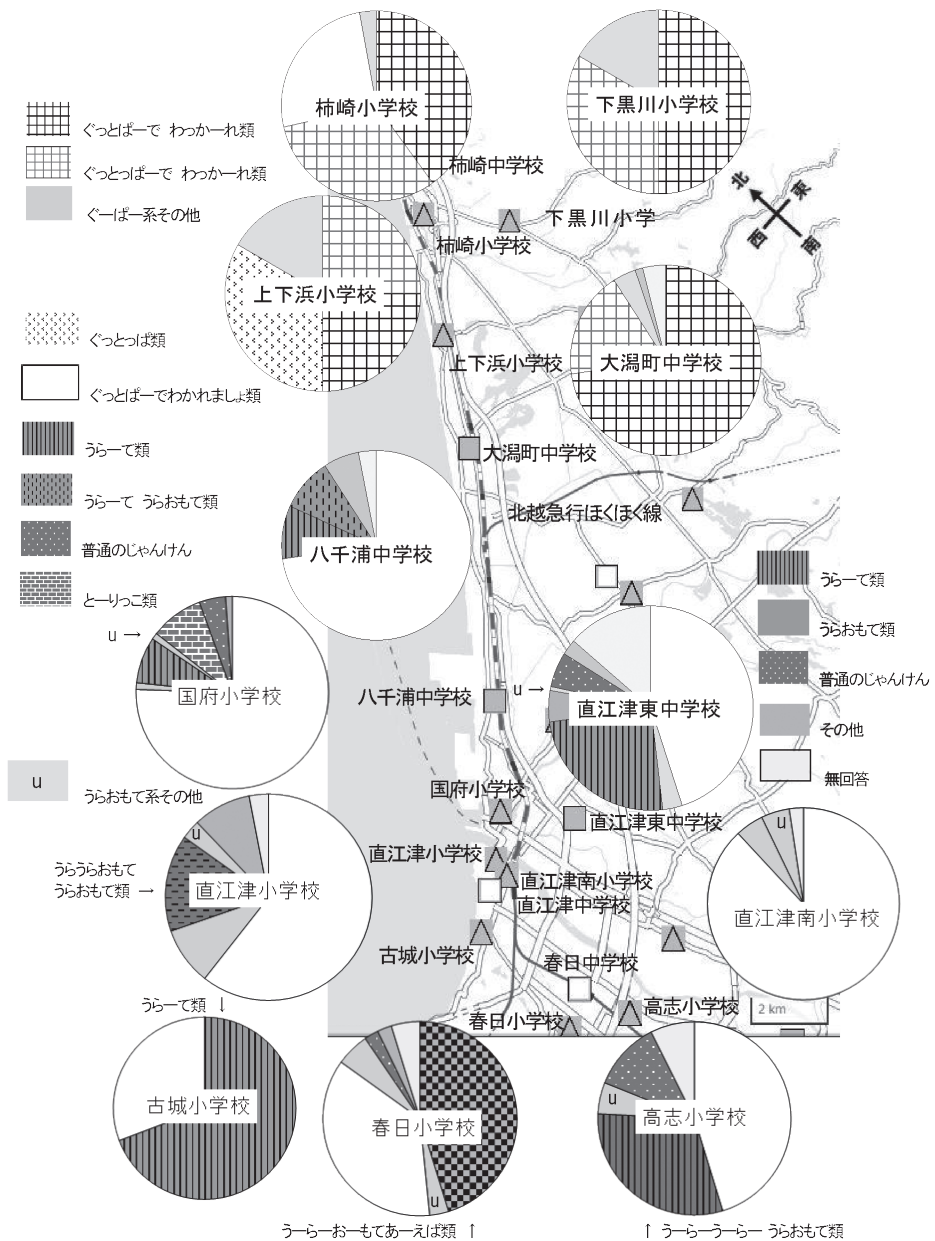 柿崎小学校
下黒川小学校
ぐっとぱーで わっかーれ類
ぐっとっぱーで わっかーれ類
ぐーぱー系その他
柿崎中学校
北
東
西
南
下黒川小学
柿崎小学校
上下浜小学校
ぐっとっぱ類
上下浜小学校
大潟町中学校
ぐっとぱーでわかれましょ類
うらーて類
大潟町中学校
うらーて うらおもて類
北越急行ほくほく線
普通のじゃんけん
八千浦中学校
とーりっこ類
うらーて類
うらおもて類
u →
普通のじゃんけん
国府小学校
八千浦中学校
u →
直江津東中学校
その他
無回答
u
うらおもて系その他
国府小学校
直江津東中学校
u
u
直江津小学校
うらうらおもて
うらおもて類 →
直江津小学校
直江津南小学校
直江津中学校
直江津南小学校
古城小学校
春日中学校
うらーて類 ↓
高志小学校
2 km
春日小学校
古城小学校
春日小学校
u
高志小学校
u
うーらーおーもてあーえば類 ↑
↑ うーらーうーらー うらおもて類